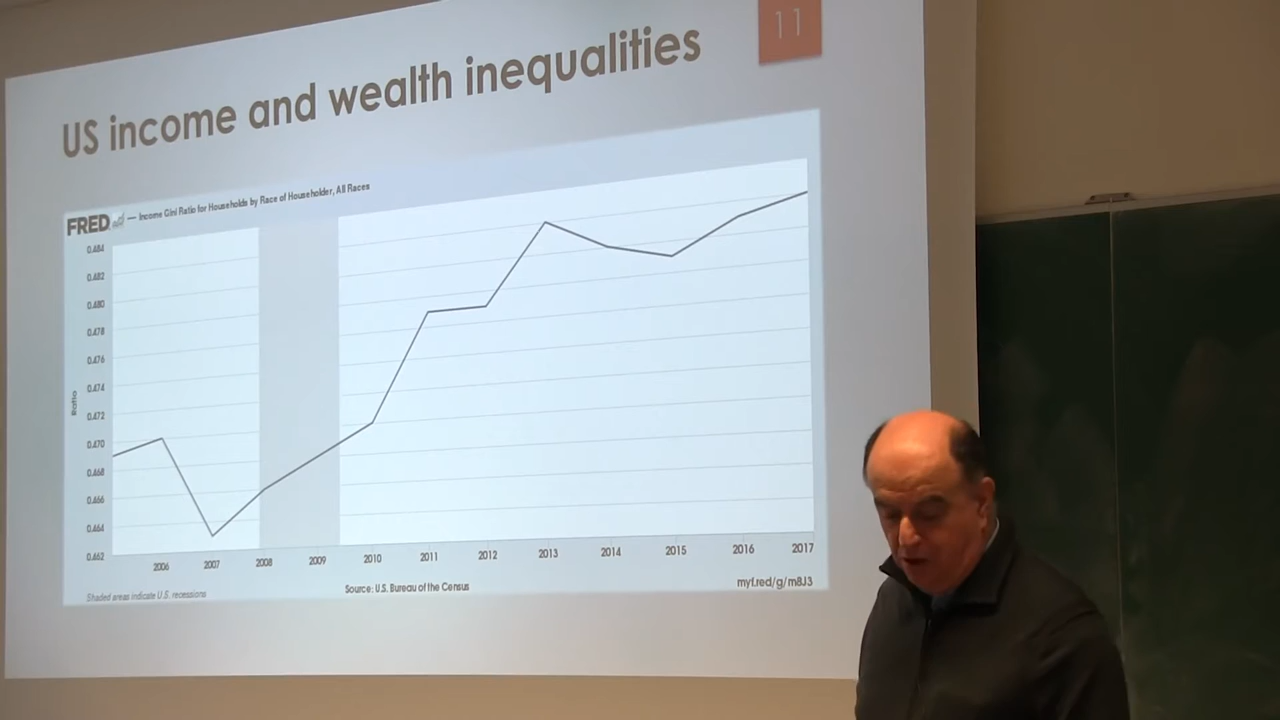 11
US income and wealth inequalities
FRED — Income Gini Ratio for Households by Race of Householder, All Races
0.484
0.482
0.480
0.478
0.476
0.474
0.472
0.470
0.468
0.466
0.464
0.462
Ratio
2006 2007 2008 2009 2010 2011 2012 2013 2014 2015 2016 2017
Shaded areas indicate U.S. recessions
Source: U.S. Bureau of the Census
myf.red/g/m8J3